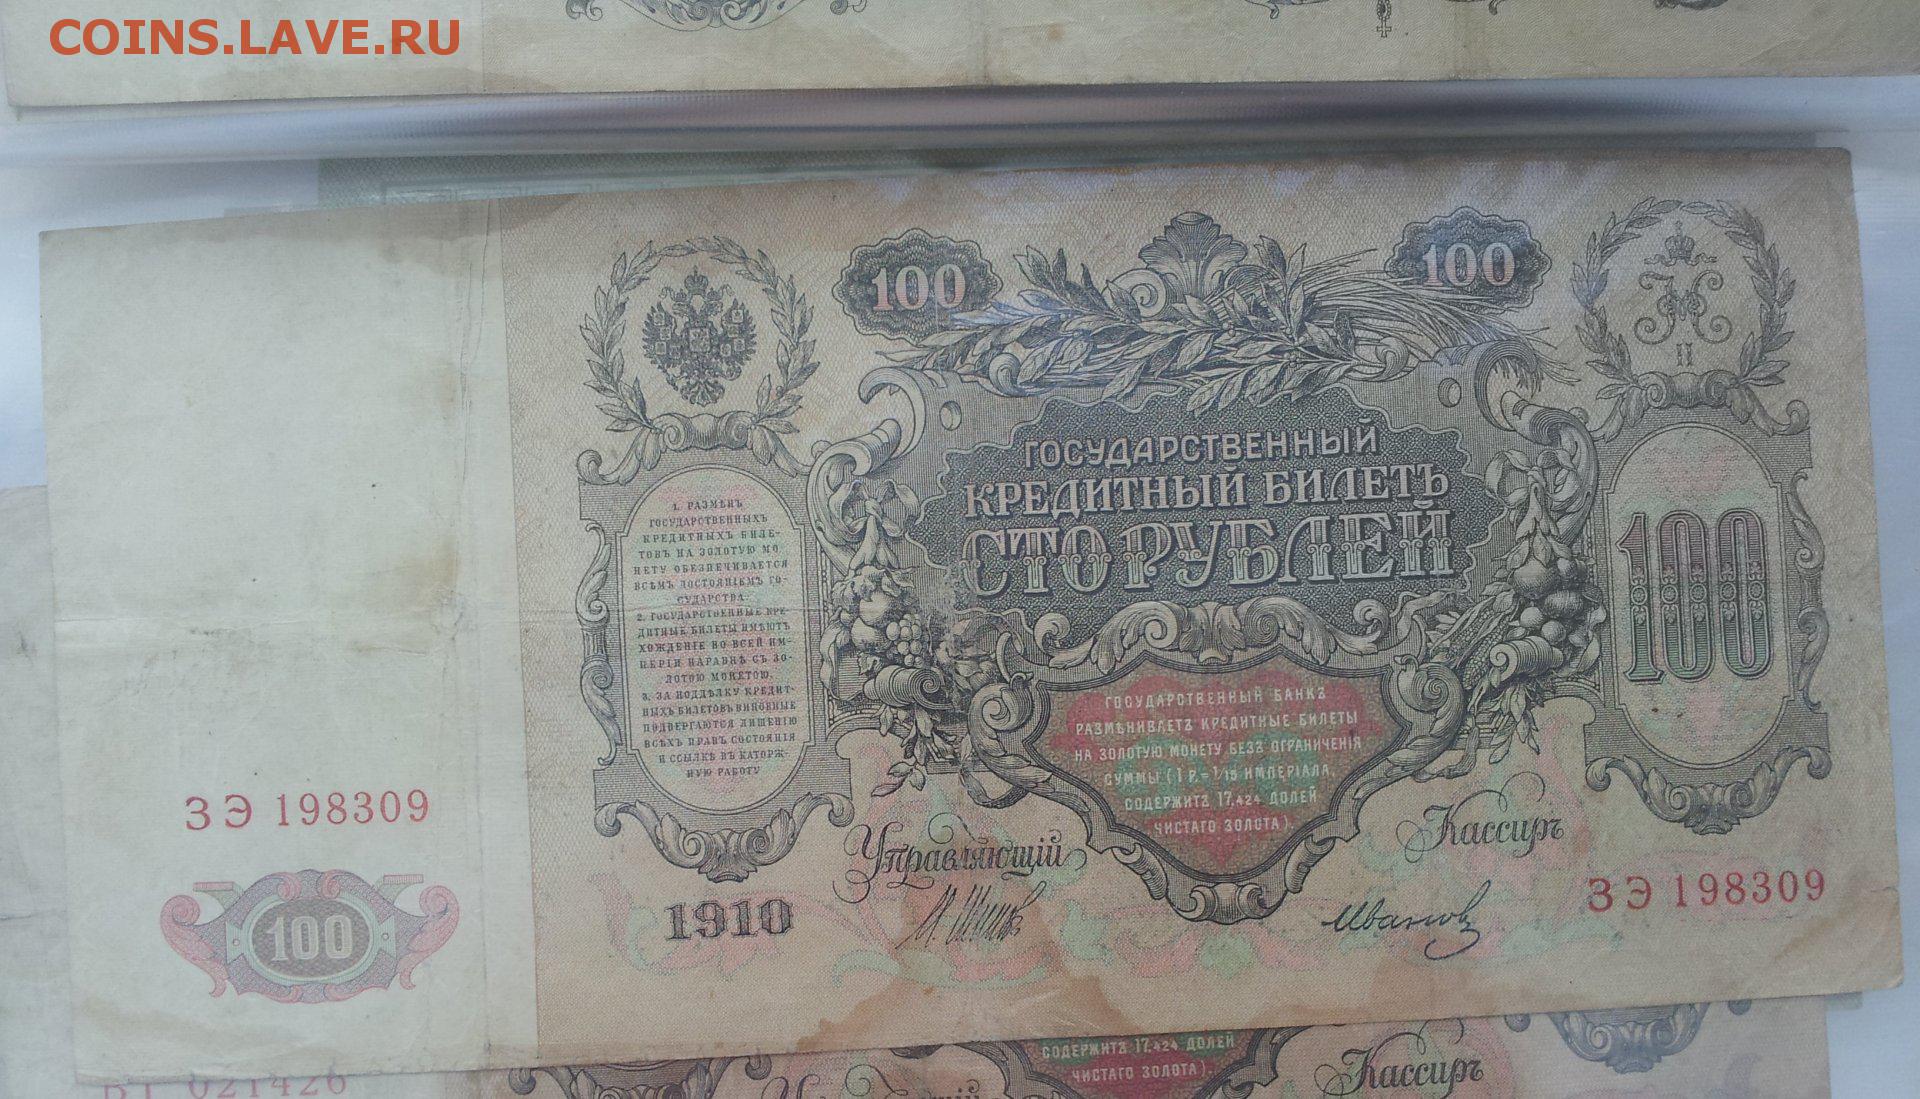 COINS.LAVE.RU
100
100
II
ГОСУДАРСТВЕННЫЙ
КРЕДИТНЫЙ БИЛЕТЪ
СТО РУБЛЕЙ
1. РАЗМѢНЪ
ГОСУДАРСТВЕННЫХЪ
КРЕДИТНЫХЪ БИЛЕ-
ТОВЪ НА ЗОЛОТУЮ МО
НЕТУ ОБЕЗПЕЧИВАЕТСЯ
ВСѢМЪ ДОСТОЯНІЕМЪ ГО-
СУДАРСТВА
2. ГОСУДАРСТВЕННЫЕ КРЕ-
ДИТНЫЕ БИЛЕТЫ ИМѢЮТЪ
ХОЖДЕНІЕ ВО ВСЕЙ ИМ-
ПЕРІИ НАРАВНѢ СЪ ЗО-
ЛОТОЮ МОНЕТОЮ.
3. ЗА ПОДДѢЛКУ КРЕДИТ-
НЫХЪ БИЛЕТОВЪ ВИНОВНЫЕ
ПОДВЕРГАЮТСЯ ЛИШЕНІЮ
ВСѢХЪ ПРАВЪ СОСТОЯНІЯ
И ССЫЛКѢ ВЪ КАТОРЖ-
НУЮ РАБОТУ
100
ГОСУДАРСТВЕННЫЙ БАНКЪ
РАЗМѢНИВАЕТЪ КРЕДИТНЫЕ БИЛЕТЫ
НА ЗОЛОТУЮ МОНЕТУ БЕЗЪ ОГРАНИЧЕНІЯ
СУММЫ (1 Р.= 1/15 ИМПЕРІАЛА,
СОДЕРЖИТЪ 17,424 ДОЛЕЙ
ЧИСТАГО ЗОЛОТА).
Управляющій
Кассиръ
ЗЭ 198309
100
1910
И. Шиповъ
Ивановъ
ЗЭ 198309
021426
СОДЕРЖИТЪ 17,424 ДОЛЕЙ
ЧИСТАГО ЗОЛОТА).
Кассиръ